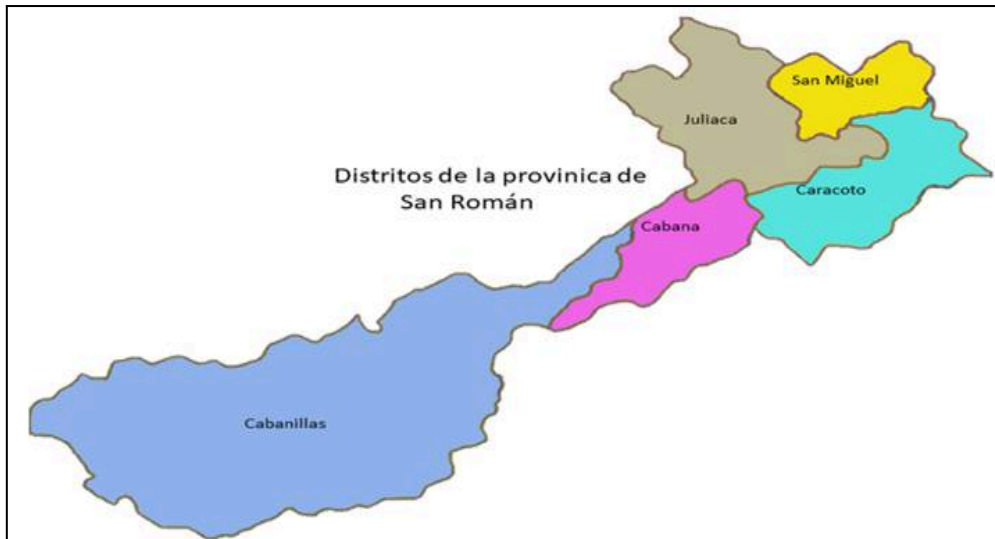 San Miguel
Juliaca
Distritos de la provinica de
San Román
Caracoto
Cabana
Cabanillas